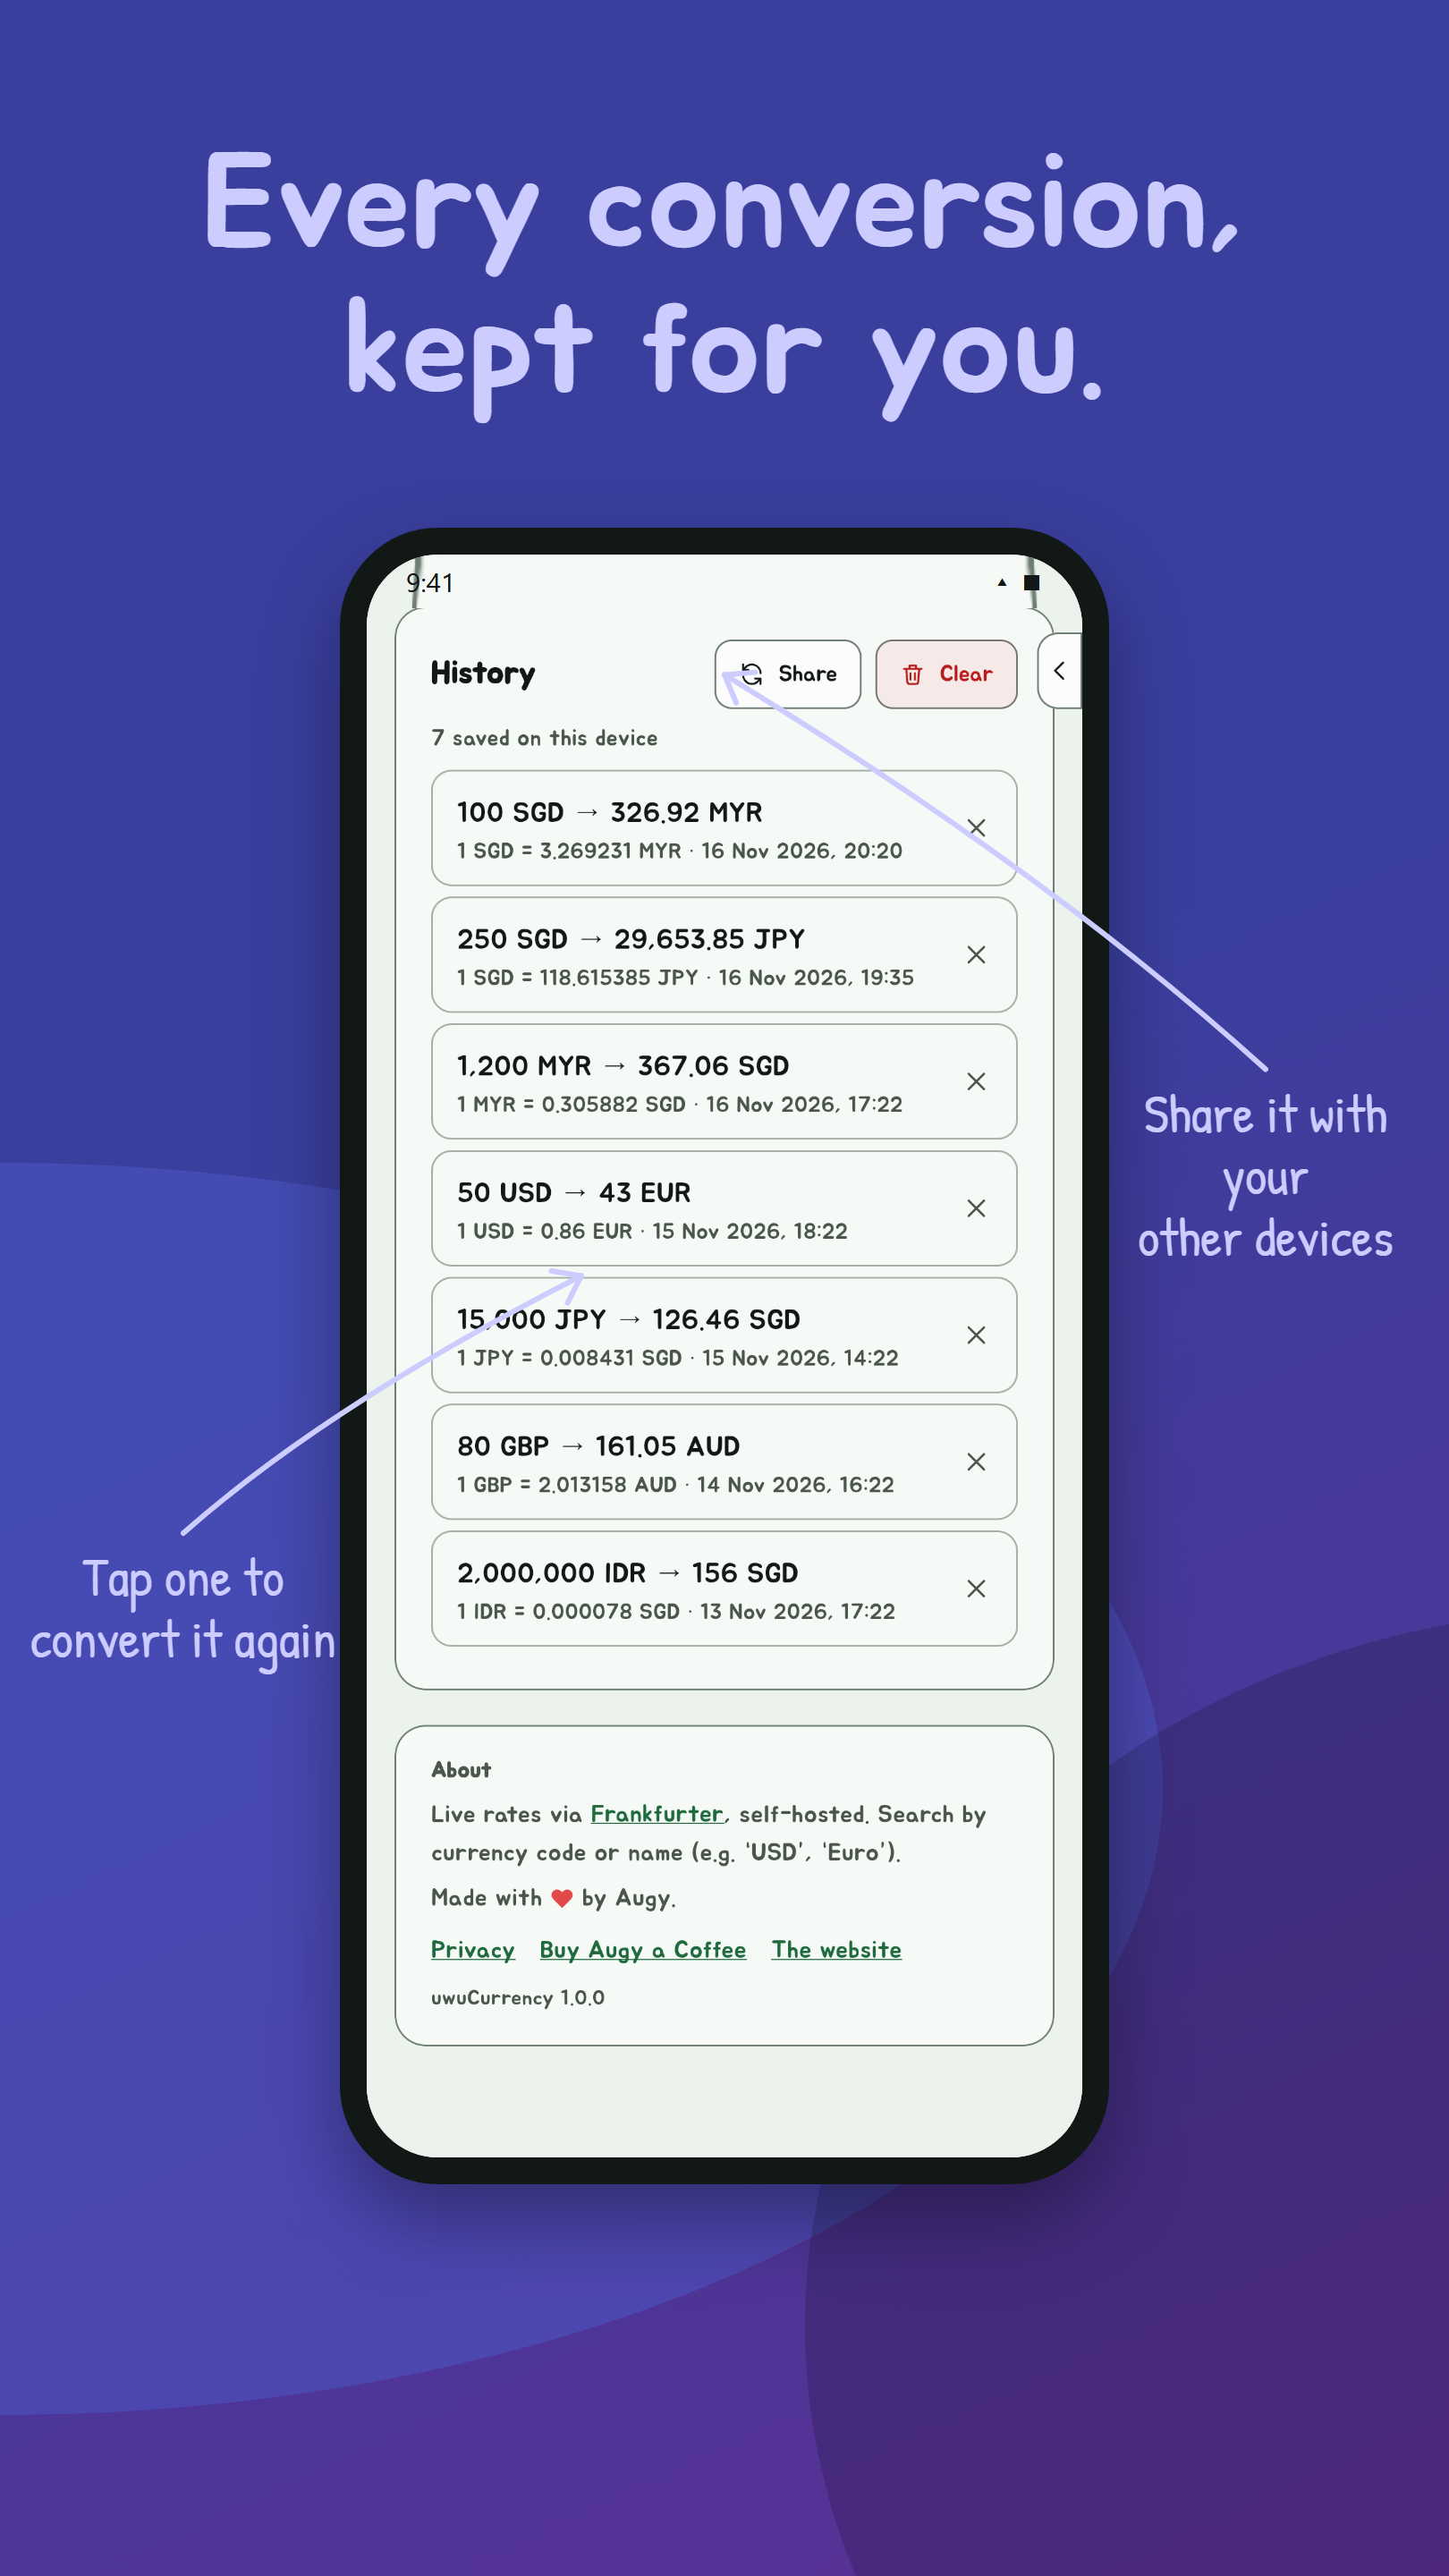 Every conversion,
kept for you.
9:41
History
Share
Clear
7 saved on this device
100 SGD → 326.92 MYR
1 SGD = 3.269231 MYR · 16 Nov 2026, 20:20
250 SGD → 29,653.85 JPY
1 SGD = 118.615385 JPY · 16 Nov 2026, 19:35
1,200 MYR → 367.06 SGD
1 MYR = 0.305882 SGD · 16 Nov 2026, 17:22
50 USD → 43 EUR
1 USD = 0.86 EUR · 15 Nov 2026, 18:22
15,000 JPY → 126.46 SGD
1 JPY = 0.008431 SGD · 15 Nov 2026, 14:22
80 GBP → 161.05 AUD
1 GBP = 2.013158 AUD · 14 Nov 2026, 16:22
2,000,000 IDR → 156 SGD
1 IDR = 0.000078 SGD · 13 Nov 2026, 17:22
Share it with
your
other devices
Tap one to
convert it again
About
Live rates via Frankfurter, self-hosted. Search by
currency code or name (e.g. 'USD', 'Euro').
Made with ❤ by Augy.
Privacy
Buy Augy a Coffee
The website
uwuCurrency 1.0.0